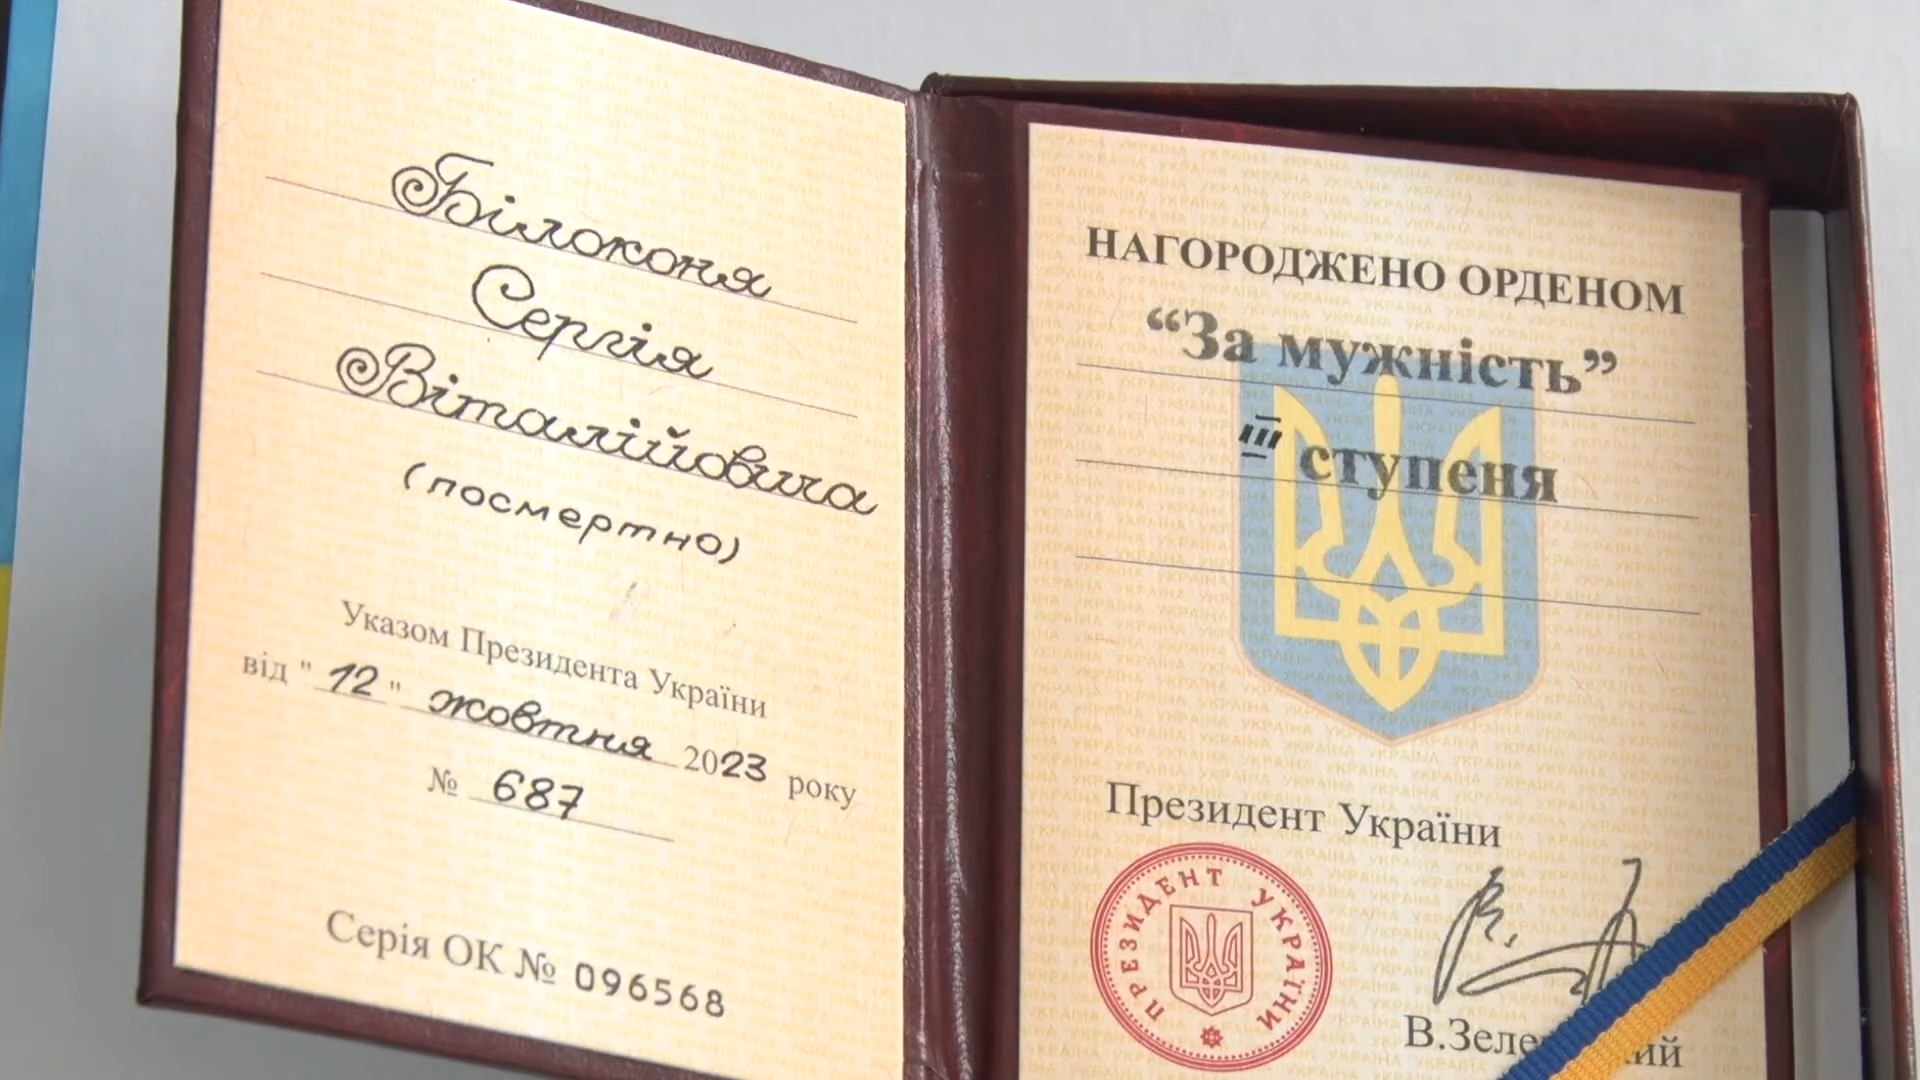 Білоконя
Сергія
Віталійовича
(посмертно)
Указом Президента України
від " 12 " жовтня 2023 року
№ 687
Серія ОК № 096568
НАГОРОДЖЕНО ОРДЕНОМ
“За мужність”
III ступеня
Президент України
ПРЕЗИДЕНТ УКРАЇНИ